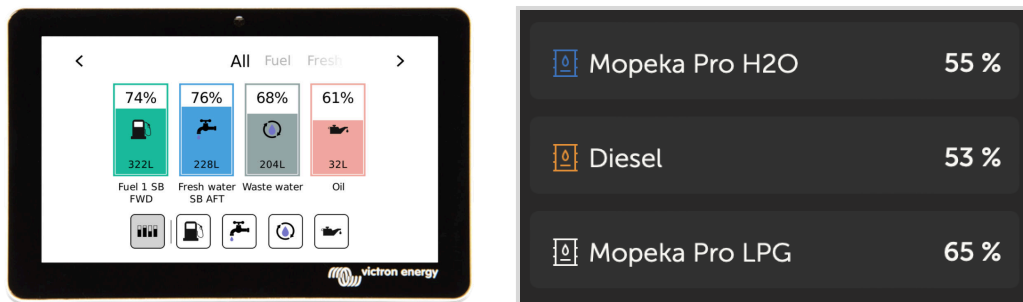 All Fuel Fresh
74% 76% 68% 61%
322L 228L 204L 32L
Fuel 1 SB FWD
Fresh water SB AFT
Waste water
Oil
victron energy
Mopeka Pro H2O 55 %
Diesel 53 %
Mopeka Pro LPG 65 %